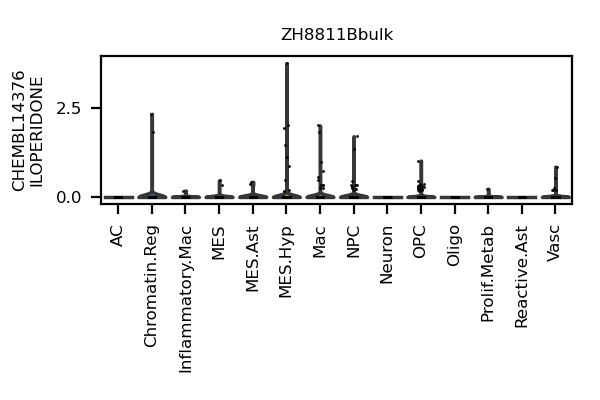 ZH8811Bbulk
CHEMBL14376
ILOPERIDONE
2.5
0.0
AC
Chromatin.Reg
Inflammatory.Mac
MES
MES.Ast
MES.Hyp
Mac
NPC
Neuron
OPC
Oligo
Prolif.Metab
Reactive.Ast
Vasc